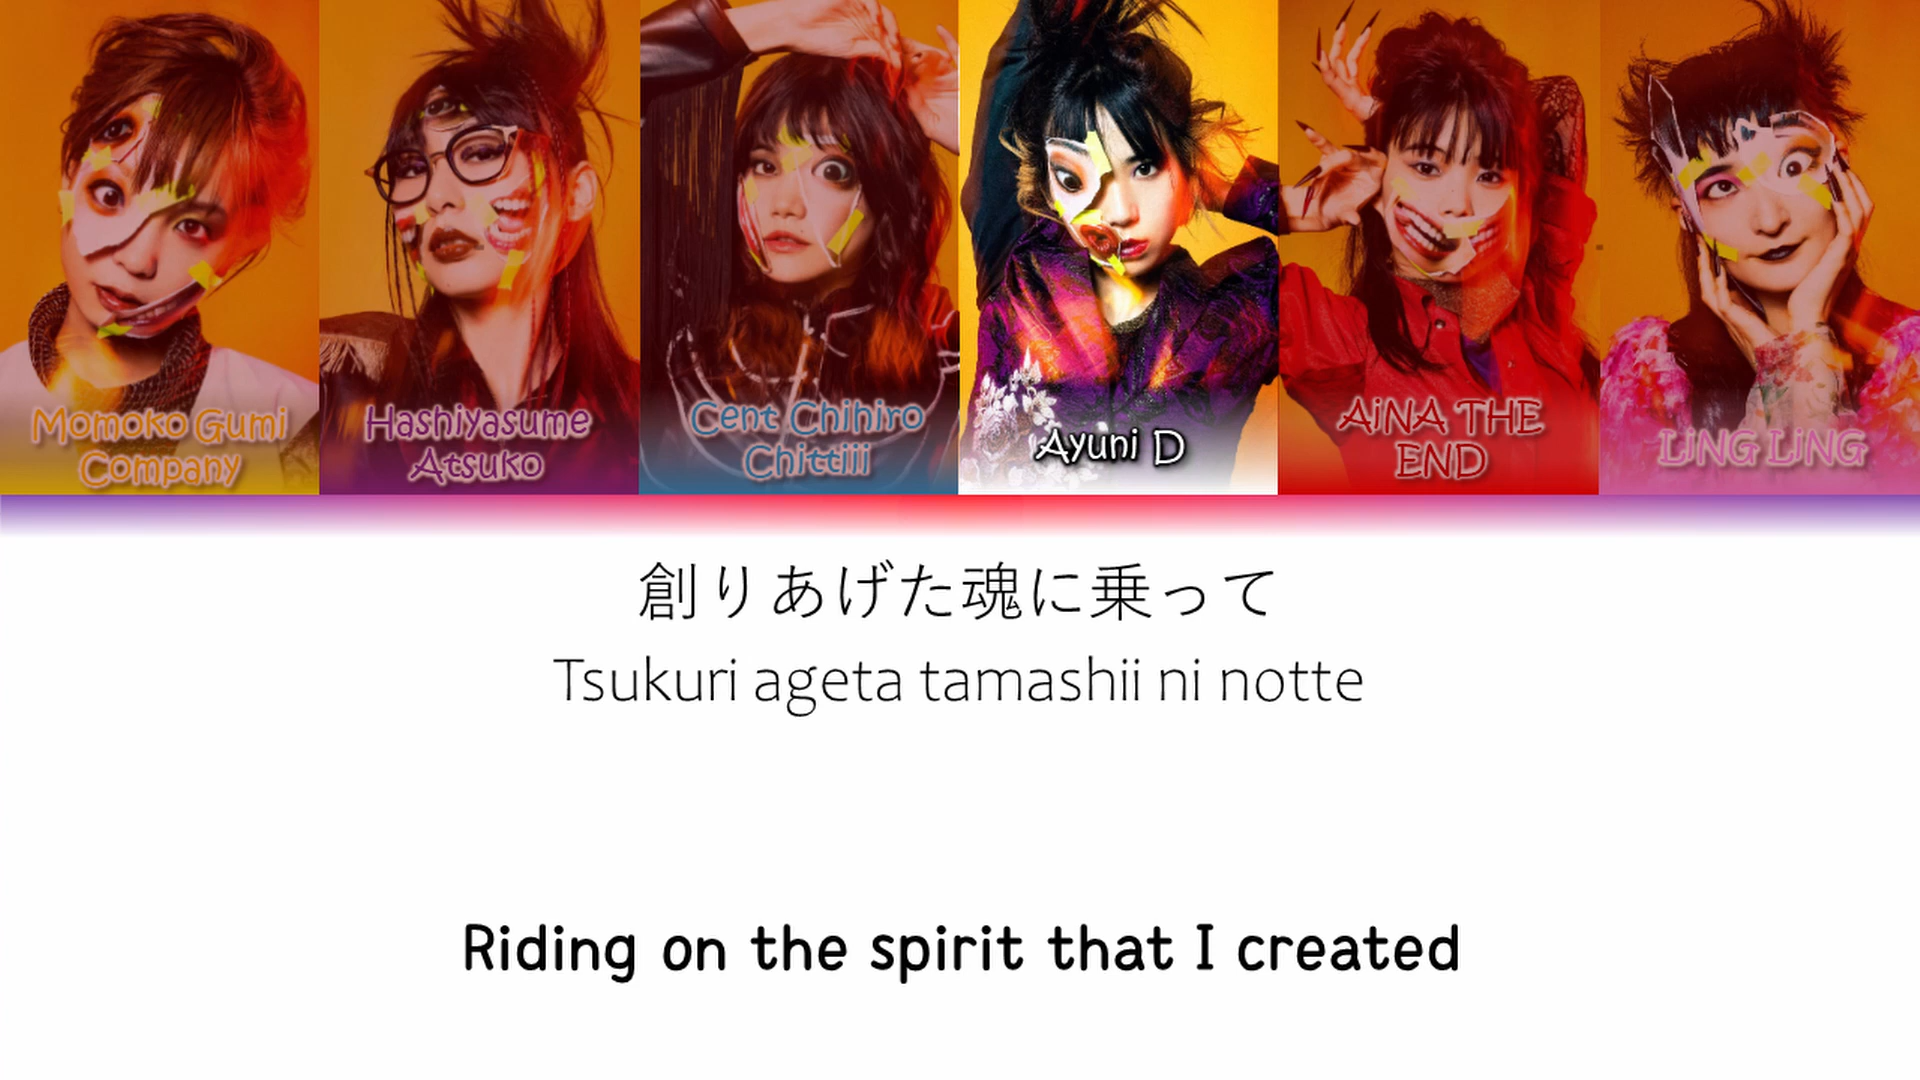 Momoko Gumi
Company
Hashiyasume
Atsuko
Cent Chihiro
Chittiii
Ayuni D
AiNA THE
END
LiNG LiNG
創りあげた魂に乗って
Tsukuri ageta tamashii ni notte
Riding on the spirit that I created